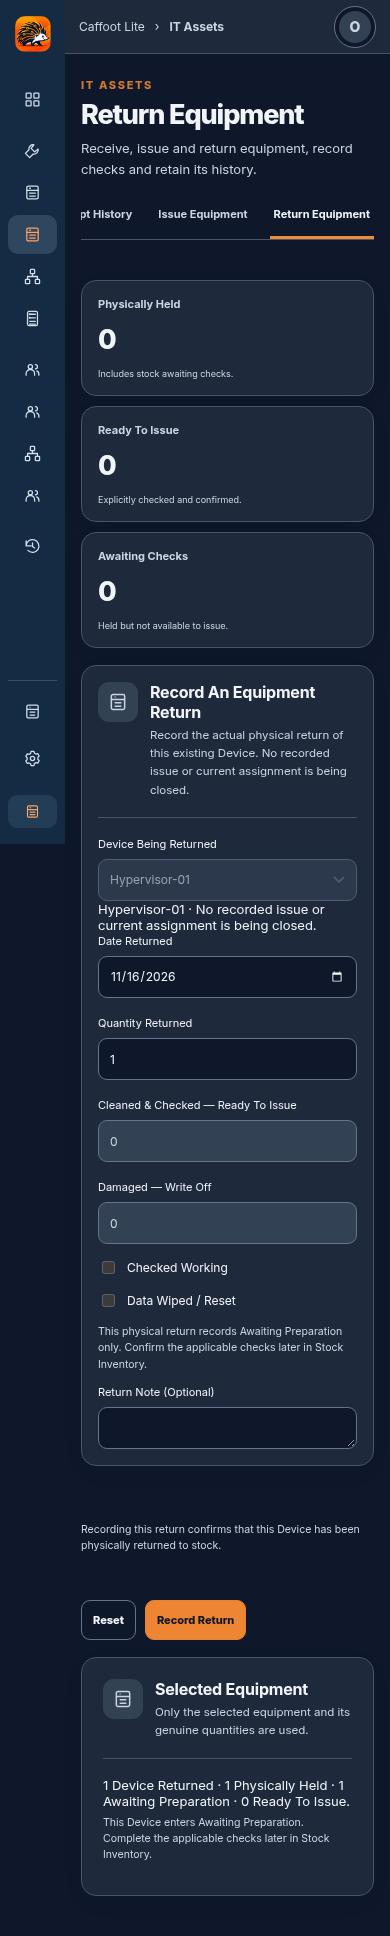 Caffoot Lite › IT Assets
0
IT ASSETS
Return Equipment
Receive, issue and return equipment, record
checks and retain its history.
pt History Issue Equipment Return Equipment
Physically Held
0
Includes stock awaiting checks.
Ready To Issue
0
Explicitly checked and confirmed.
Awaiting Checks
0
Held but not available to issue.
Record An Equipment
Return
Record the actual physical return of
this existing Device. No recorded
issue or current assignment is being
closed.
Device Being Returned
Hypervisor-01
Hypervisor-01 · No recorded issue or
current assignment is being closed.
Date Returned
11/16/2026
Quantity Returned
1
Cleaned & Checked — Ready To Issue
0
Damaged — Write Off
0
Checked Working
Data Wiped / Reset
This physical return records Awaiting Preparation
only. Confirm the applicable checks later in Stock
Inventory.
Return Note (Optional)
Recording this return confirms that this Device has been
physically returned to stock.
Reset Record Return
Selected Equipment
Only the selected equipment and its
genuine quantities are used.
1 Device Returned · 1 Physically Held · 1
Awaiting Preparation · 0 Ready To Issue.
This Device enters Awaiting Preparation.
Complete the applicable checks later in Stock
Inventory.